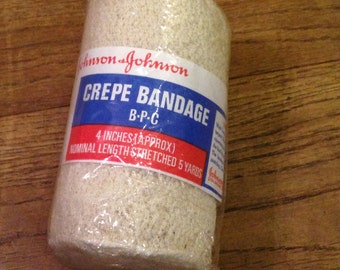 Johnson & Johnson
CREPE BANDAGE
B·P·C
4 INCHES (APPROX)
NOMINAL LENGTH STRETCHED 5 YARDS